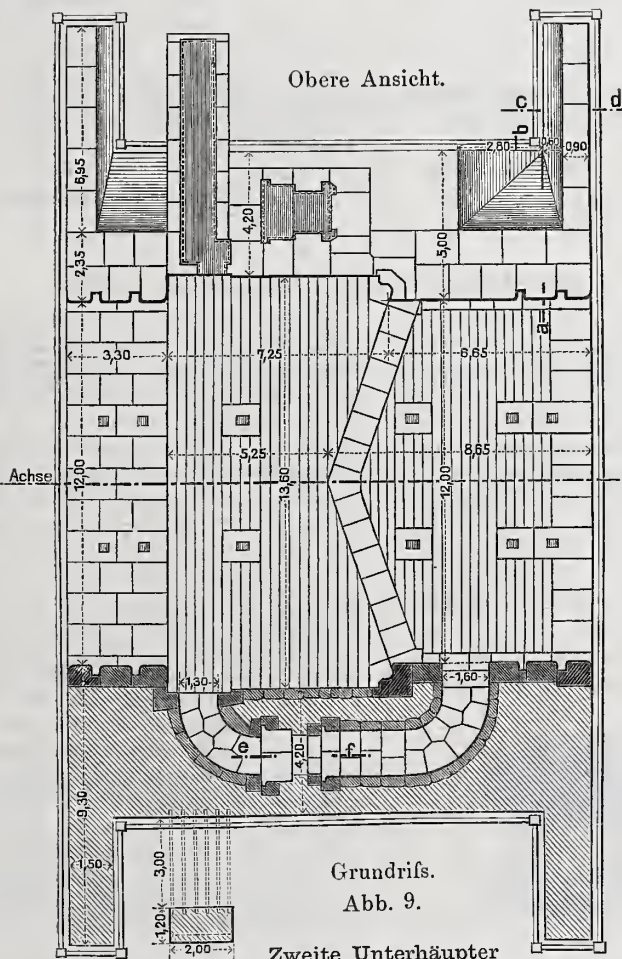 Obere Ansicht.
c
d
b
2,80
0,60
0,90
6,95
4,20
5,00
2,35
a
3,30
7,25
6,65
5,25
8,65
Achse
12,00
13,60
12,00
1,30
1,60
e
f
4,20
9,30
1,50
3,00
1,20
2,00
Grundriſs.
Abb. 9.
Zweite Unterhäupter